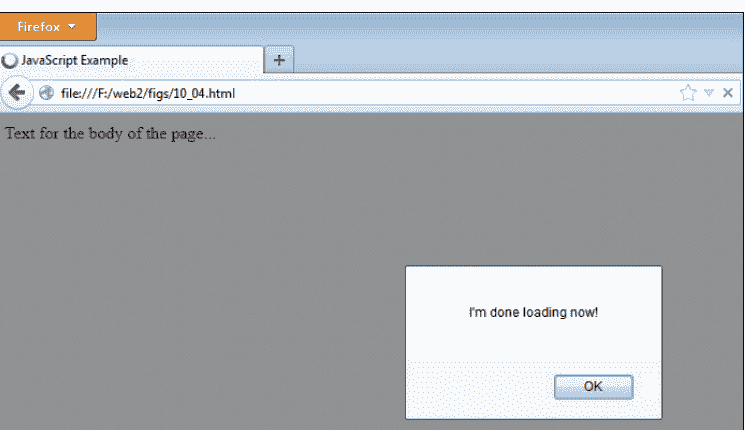 Firefox
JavaScript Example
file:///F:/web2/figs/10_04.html
Text for the body of the page...
I'm done loading now!
OK